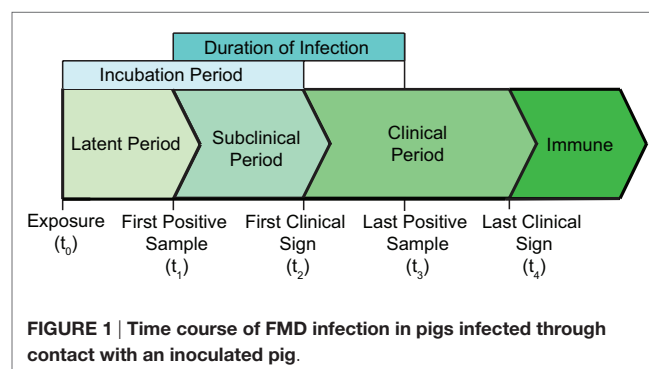 Duration of Infection
Incubation Period
Latent Period
Subclinical
Period
Clinical
Period
Immune
Exposure
(t0)
First Positive
Sample
(t1)
First Clinical
Sign
(t2)
Last Positive
Sample
(t3)
Last Clinical
Sign
(t4)
FIGURE 1 | Time course of FMD infection in pigs infected through
contact with an inoculated pig.